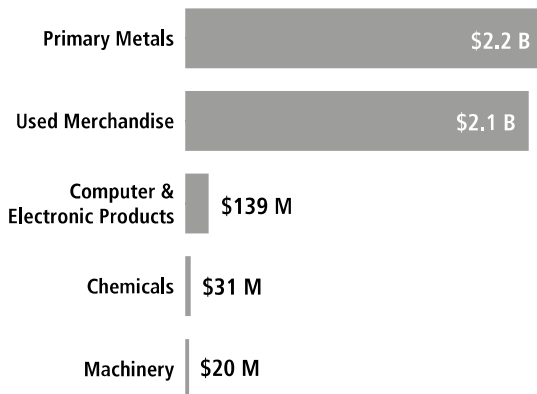 Primary Metals
$2.2 B
Used Merchandise
$2.1 B
Computer &
Electronic Products
$139 M
Chemicals
$31 M
Machinery
$20 M